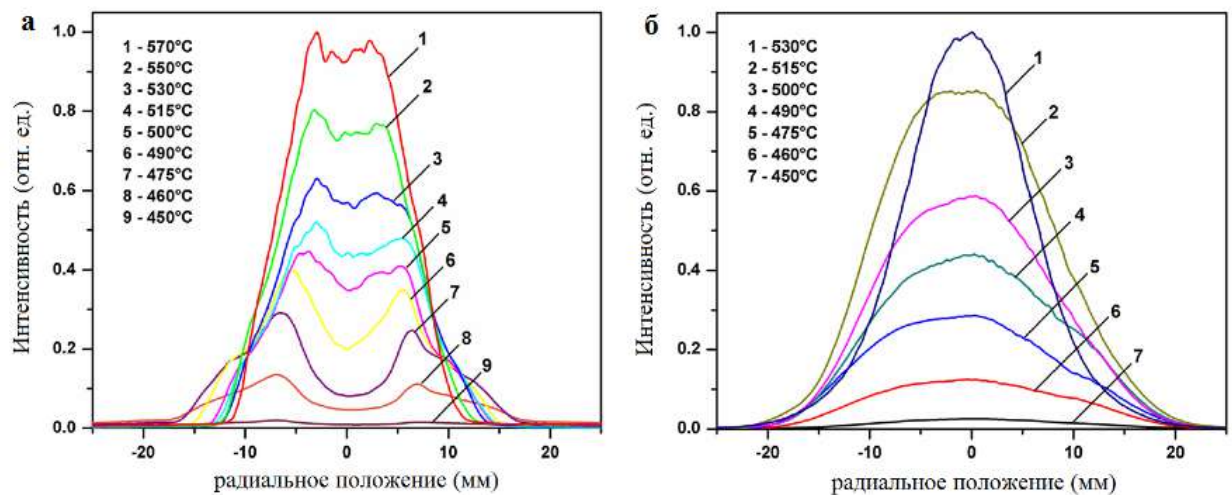 а
1 - 570°C
2 - 550°C
3 - 530°C
4 - 515°C
5 - 500°C
6 - 490°C
7 - 475°C
8 - 460°C
9 - 450°C
1
2
3
4
5
6
7
8
9
1.0
0.8
0.6
0.4
0.2
0.0
-20
-10
0
10
20
Интенсивность (отн. ед.)
радиальное положение (мм)
б
1 - 530°C
2 - 515°C
3 - 500°C
4 - 490°C
5 - 475°C
6 - 460°C
7 - 450°C
1
2
3
4
5
6
7
1.0
0.8
0.6
0.4
0.2
0.0
-20
-10
0
10
20
Интенсивность (отн. ед.)
радиальное положение (мм)